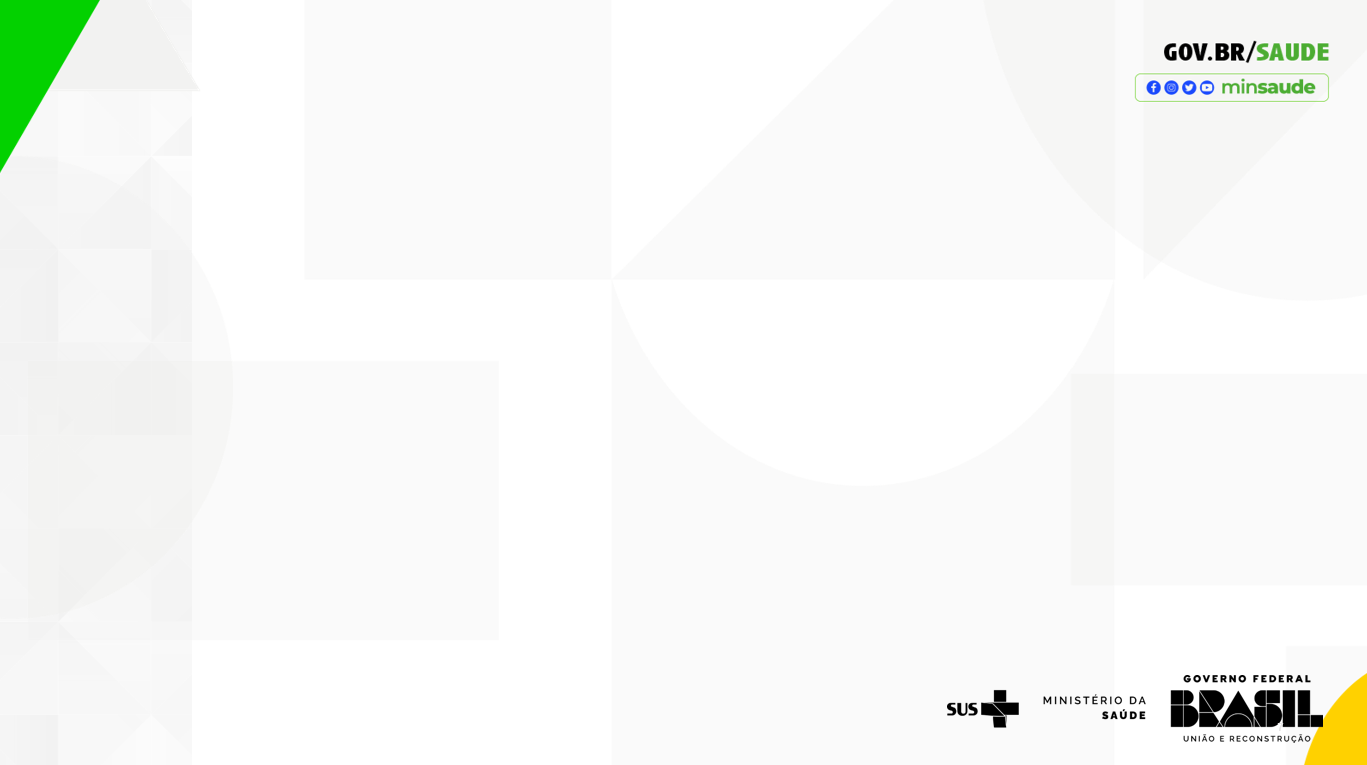 GOV.BR/SAUDE
minsaude
SUS
MINISTÉRIO DA
SAÚDE
GOVERNO FEDERAL
BRASIL
UNIÃO E RECONSTRUÇÃO